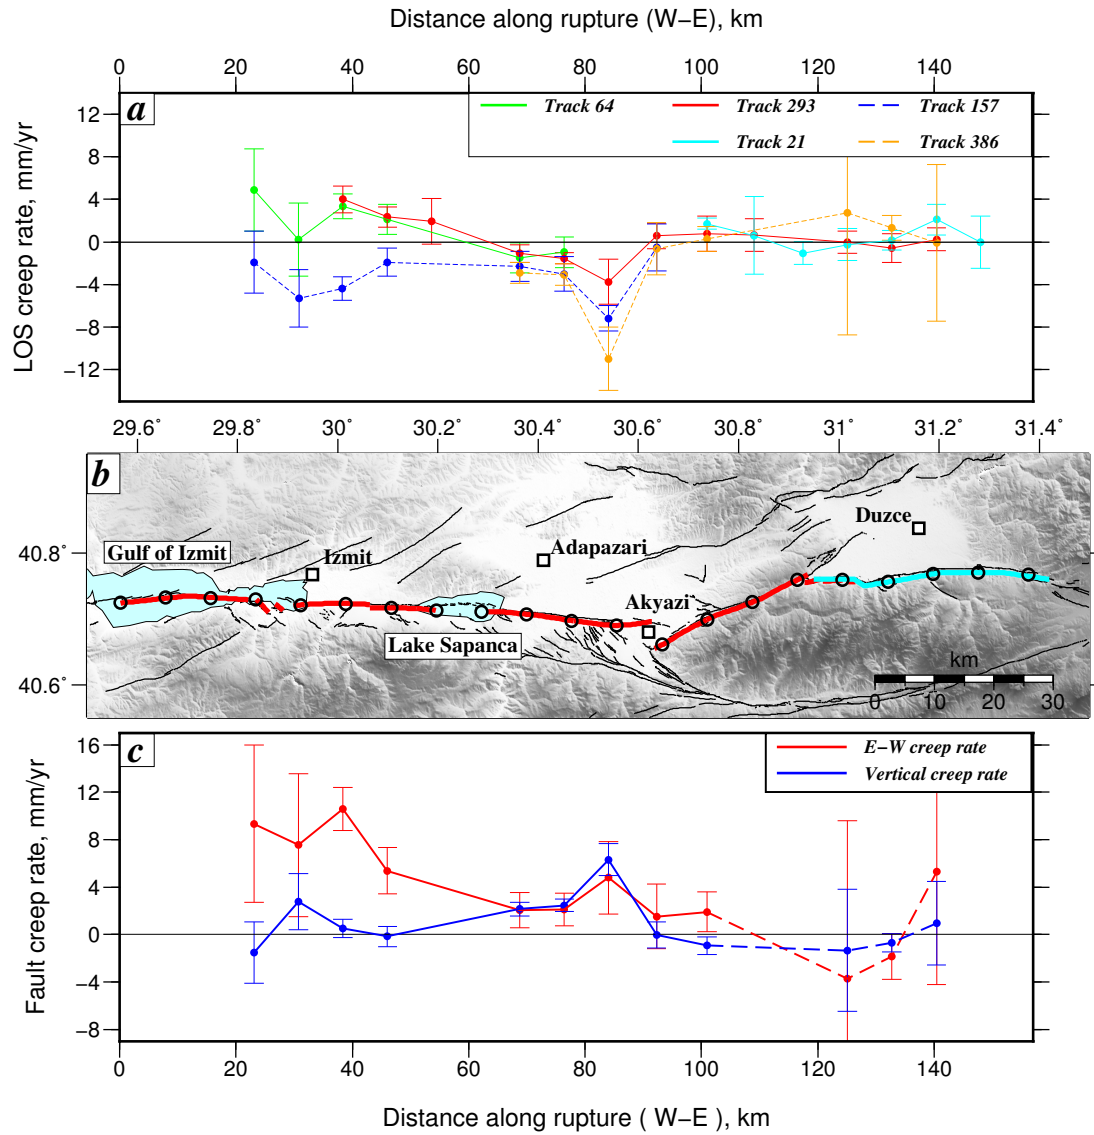 Distance along rupture (W−E), km
0 20 40 60 80 100 120 140
a
Track 64 Track 293 Track 157
Track 21 Track 386
12
8
4
0
−4
−8
−12
LOS creep rate, mm/yr
29.6˚ 29.8˚ 30˚ 30.2˚ 30.4˚ 30.6˚ 30.8˚ 31˚ 31.2˚ 31.4˚
b
Duzce
Gulf of Izmit
Izmit
Adapazari
40.8˚
Akyazi
Lake Sapanca
km
40.6˚
0 10 20 30
c
E−W creep rate
Vertical creep rate
16
12
8
4
0
−4
−8
Fault creep rate, mm/yr
0 20 40 60 80 100 120 140
Distance along rupture ( W−E ), km